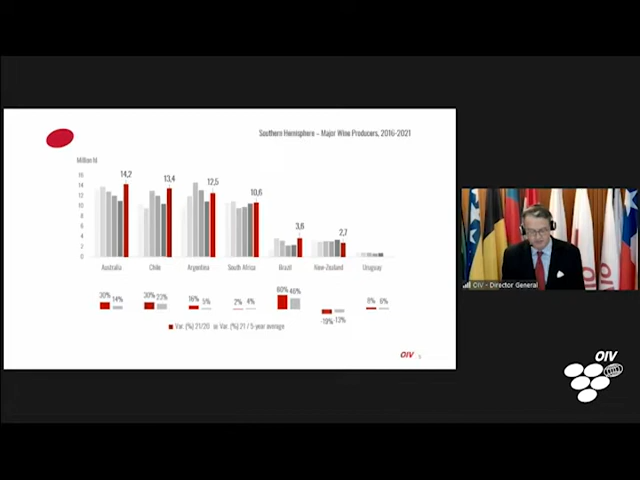 Southern Hemisphere – Major Wine Producers, 2016-2021
Million hl
16
14
12
10
8
6
4
2
0
14,2
13,4
12,5
10,6
3,6
2,7
Australia Chile Argentina South Africa Brazil New-Zealand Uruguay
30% 14% 30% 23% 16% 5% 2% 4% 60% 46% -19% 13% 8% 6%
Var. (%) 21/20 Var. (%) 21 / 5-year average
OIV
OIV - Director General
OIV